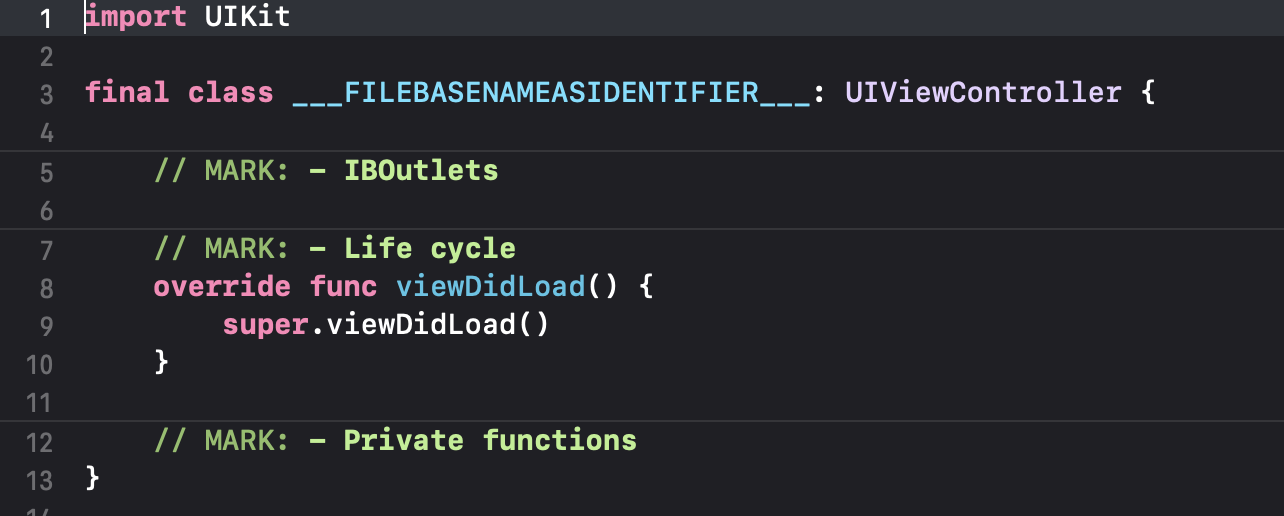 1 import UIKit
2
3 final class ___FILEBASENAMEASIDENTIFIER___: UIViewController {
4
5 // MARK: - IBOutlets
6
7 // MARK: - Life cycle
8 override func viewDidLoad() {
9 super.viewDidLoad()
10 }
11
12 // MARK: - Private functions
13 }